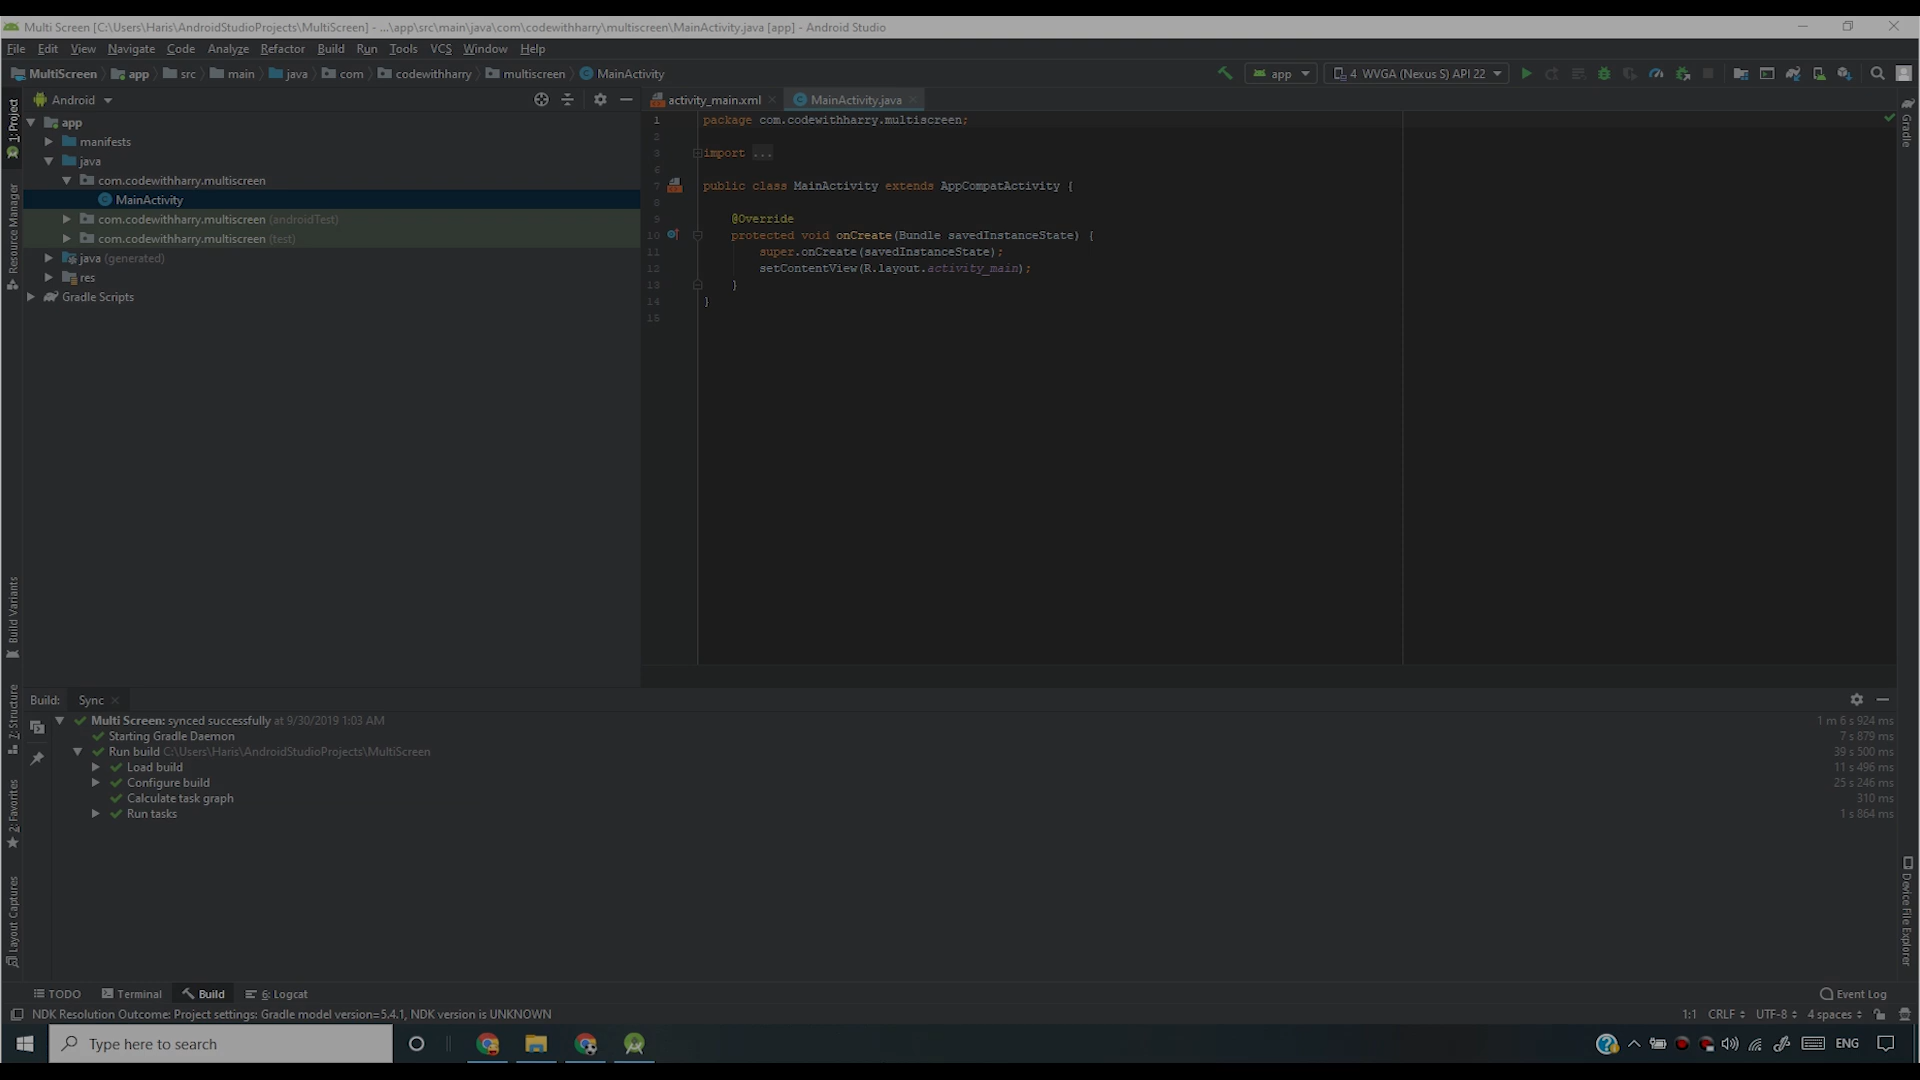 Multi Screen [C:\Users\Haris\AndroidStudioProjects\MultiScreen] - ...\app\src\main\java\com\codewithharry\multiscreen\MainActivity.java [app] - Android Studio
File Edit View Navigate Code Analyze Refactor Build Run Tools VCS Window Help
MultiScreen app src main java com codewithharry multiscreen MainActivity app 4 WVGA (Nexus S) API 22
1: Project
Resource Manager
Build Variants
7: Structure
2: Favorites
Layout Captures
Android
app
manifests
java
com.codewithharry.multiscreen
MainActivity
com.codewithharry.multiscreen (androidTest)
com.codewithharry.multiscreen (test)
java (generated)
res
Gradle Scripts
activity_main.xml MainActivity.java
1 package com.codewithharry.multiscreen;
2
3 import ...
6
7 public class MainActivity extends AppCompatActivity {
8
9 @Override
10 protected void onCreate(Bundle savedInstanceState) {
11 super.onCreate(savedInstanceState);
12 setContentView(R.layout.activity_main);
13 }
14 }
15
Gradle
Device File Explorer
Build: Sync
Multi Screen: synced successfully at 9/30/2019 1:03 AM 1 m 6 s 924 ms
Starting Gradle Daemon 7 s 879 ms
Run build C:\Users\Haris\AndroidStudioProjects\MultiScreen 39 s 500 ms
Load build 11 s 496 ms
Configure build 25 s 246 ms
Calculate task graph 310 ms
Run tasks 1 s 864 ms
TODO Terminal Build 6: Logcat Event Log
NDK Resolution Outcome: Project settings: Gradle model version=5.4.1, NDK version is UNKNOWN 1:1 CRLF UTF-8 4 spaces
Type here to search ENG